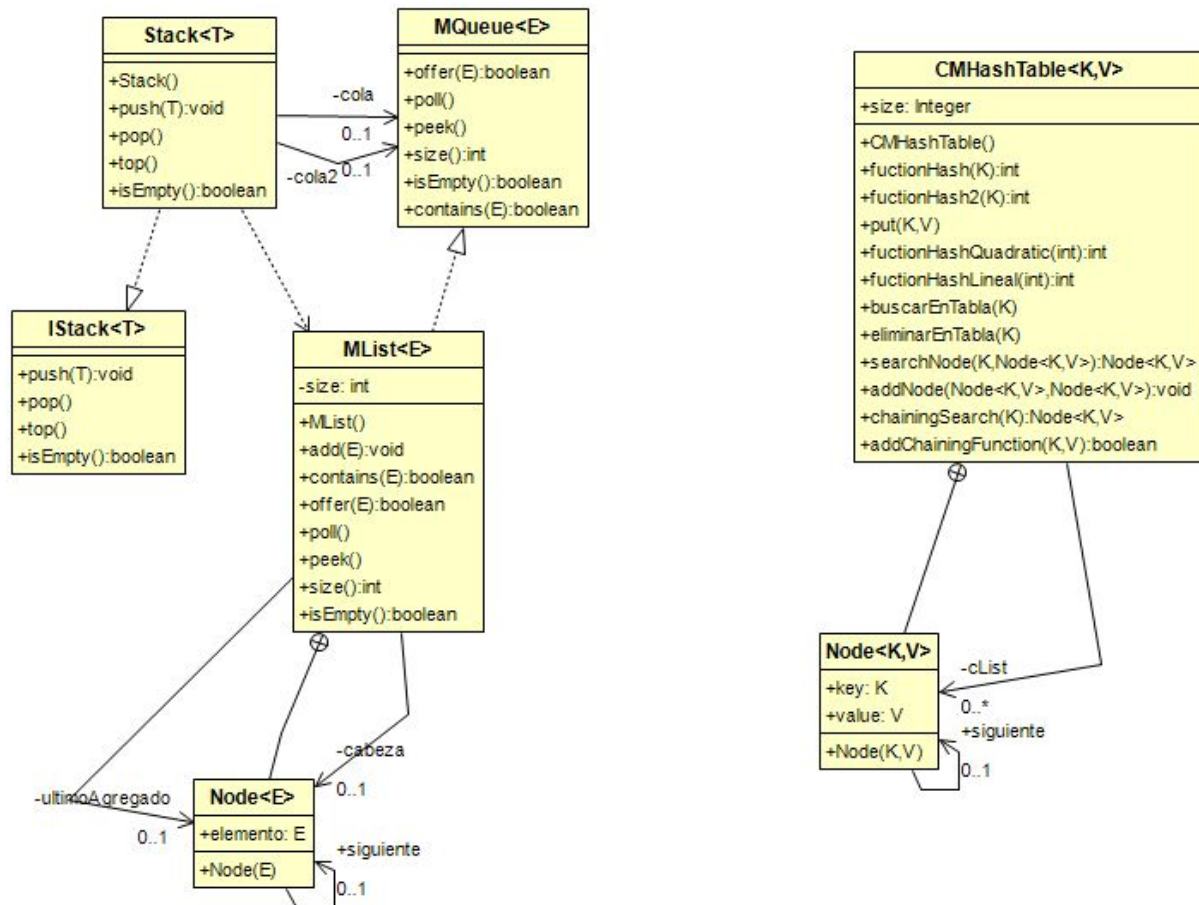 Stack<T>
+Stack()
+push(T):void
+pop()
+top()
+isEmpty():boolean
MQueue<E>
+offer(E):boolean
+poll()
+peek()
+size():int
+isEmpty():boolean
+contains(E):boolean
-cola
0..1
-cola2
0..1
IStack<T>
+push(T):void
+pop()
+top()
+isEmpty():boolean
MList<E>
-size: int
+MList()
+add(E):void
+contains(E):boolean
+offer(E):boolean
+poll()
+peek()
+size():int
+isEmpty():boolean
-cabeza
0..1
-ultimoAgregado
0..1
Node<E>
+elemento: E
+Node(E)
+siguiente
0..1
CMHashTable<K,V>
+size: Integer
+CMHashTable()
+fuctionHash(K):int
+fuctionHash2(K):int
+put(K,V)
+fuctionHashQuadratic(int):int
+fuctionHashLineal(int):int
+buscarEnTabla(K)
+eliminarEnTabla(K)
+searchNode(K,Node<K,V>):Node<K,V>
+addNode(Node<K,V>,Node<K,V>):void
+chainingSearch(K):Node<K,V>
+addChainingFunction(K,V):boolean
Node<K,V>
+key: K
+value: V
+Node(K,V)
-cList
0..*
+siguiente
0..1